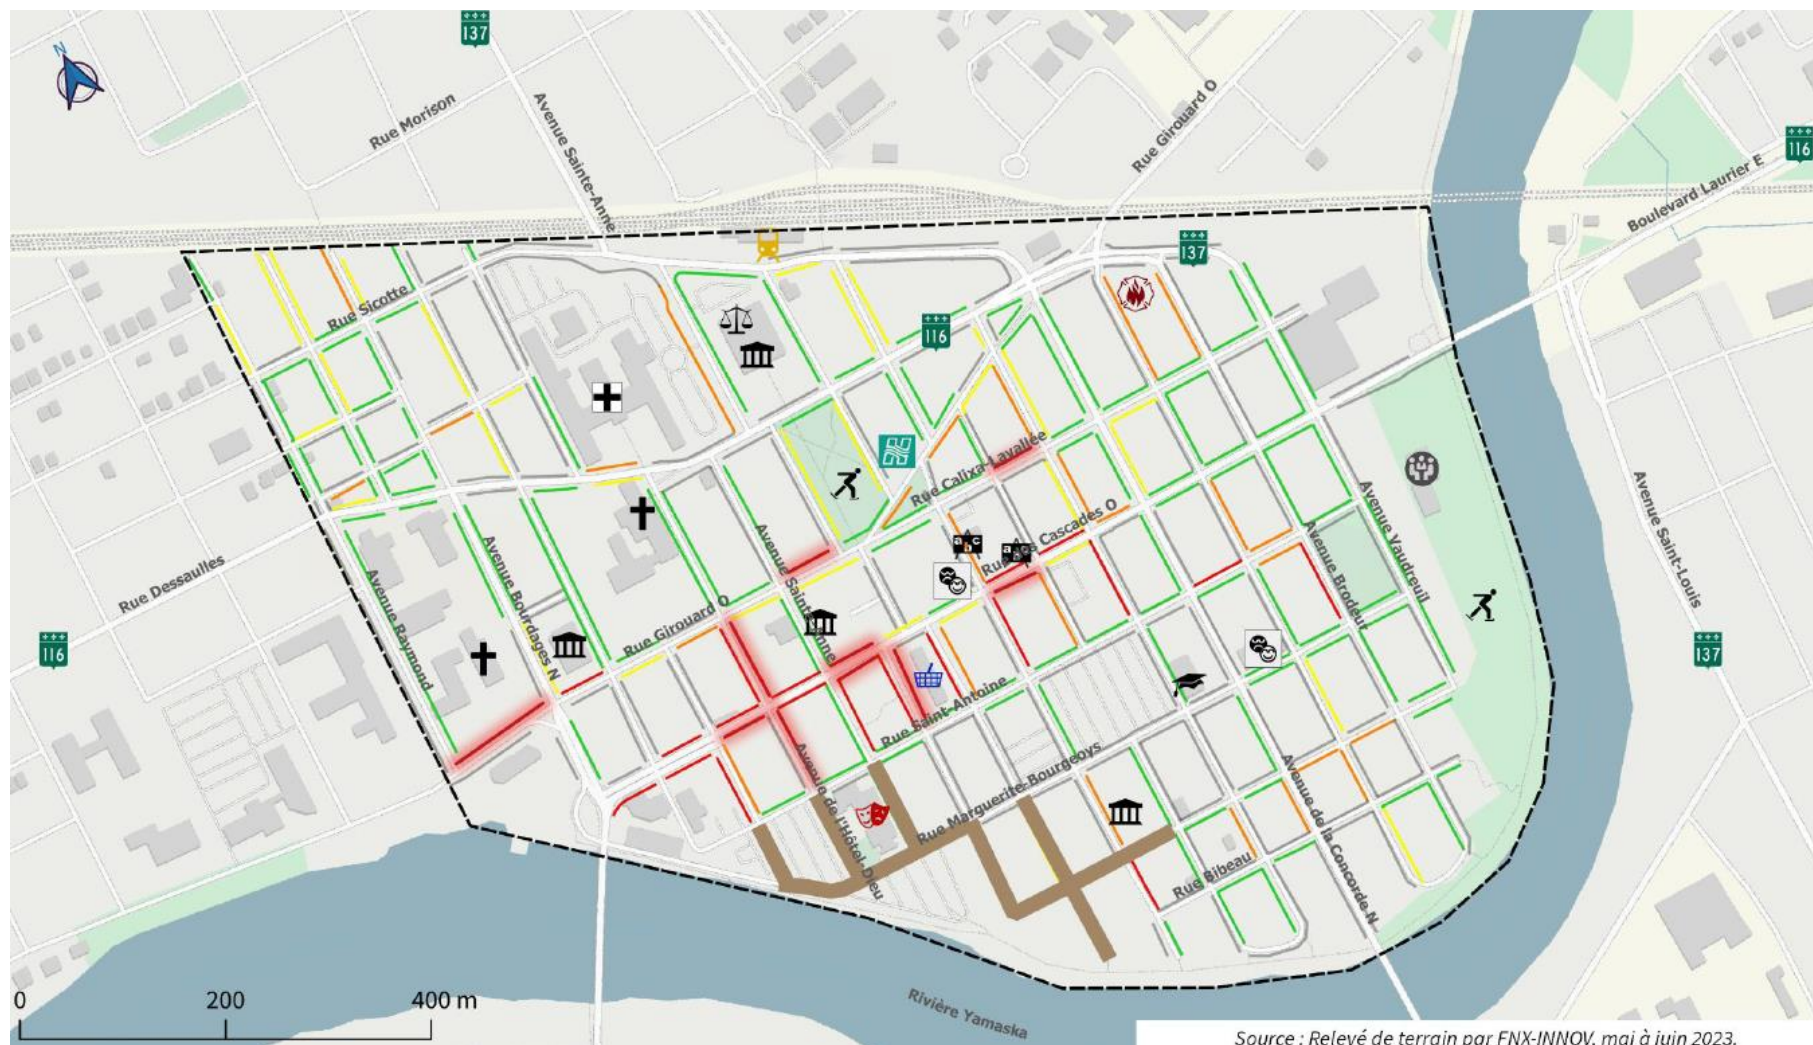 137
N
Rue Morison
Avenue Sainte-Anne
Rue Girouard O
116
Boulevard Laurier E
137
Rue Sicotte
116
Rue Calixa-Lavallée
Avenue Saint
nne
Cascades O
Avenue Vaudreuil
Avenue Brodeur
Avenue Saint-Louis
Rue Dessaulles
Avenue Raymond
Avenue Bourdages N
Rue Girouard O
abc
116
137
Rue Saint-Antoine
Avenue de l'Hôtel-Dieu
Rue Marguerite-Bourgeoys
Avenue de la Concorde N
Rue Bibeau
0 200 400 m
Rivière Yamaska
Source : Relevé de terrain par FNX-INNOV, mai à juin 2023.